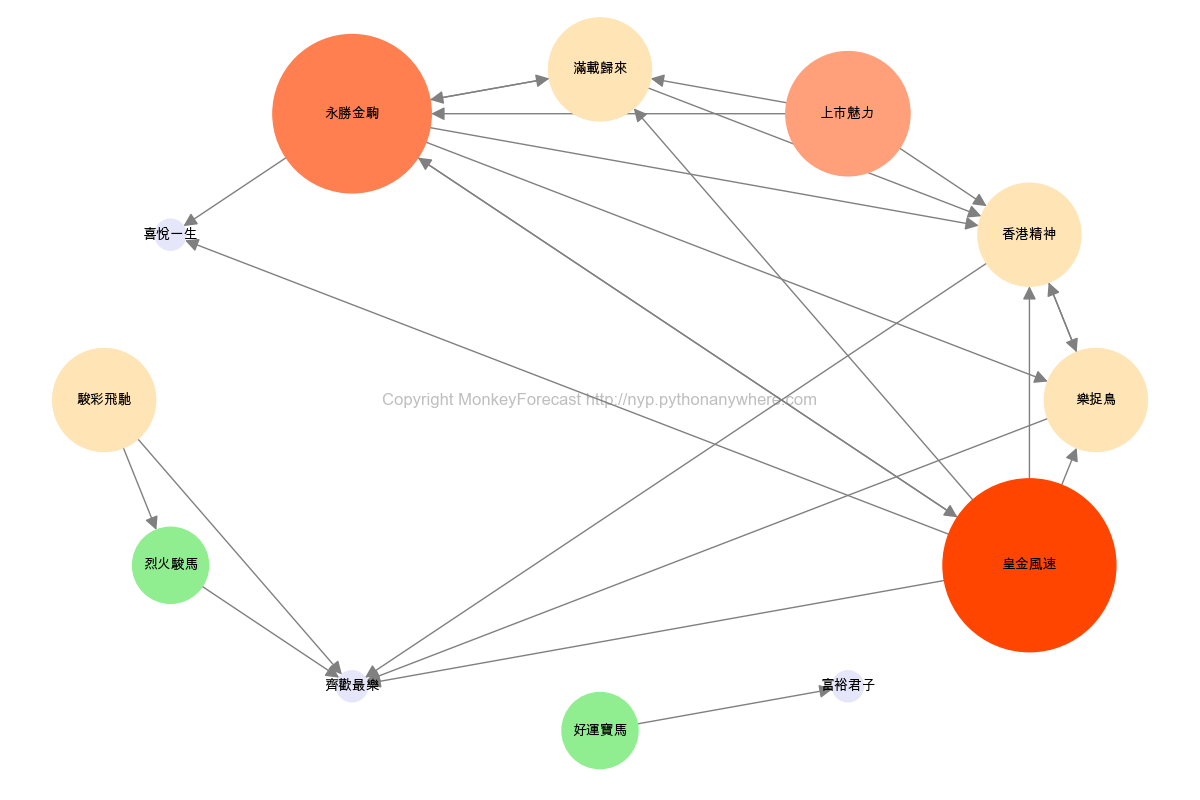 滿載歸來
永勝金駒
上市魅力
喜悅一生
香港精神
駿彩飛馳
Copyright MonkeyForecast http://nyp.pythonanywhere.com
樂捉鳥
烈火駿馬
皇金風速
齊歡最樂
富裕君子
好運寶馬